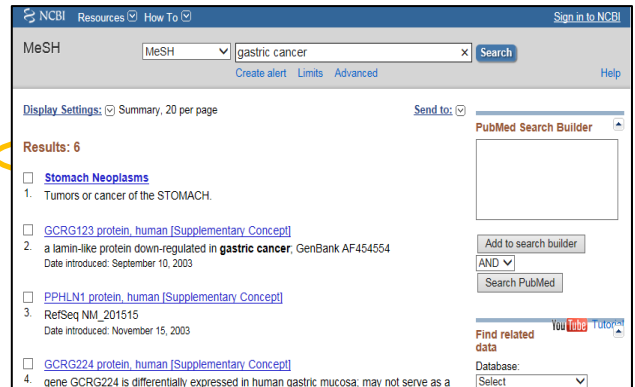 NCBI Resources How To Sign in to NCBI
MeSH MeSH gastric cancer x Search
Create alert Limits Advanced Help
Display Settings: Summary, 20 per page Send to:
PubMed Search Builder
Results: 6
Stomach Neoplasms
1. Tumors or cancer of the STOMACH.
GCRG123 protein, human [Supplementary Concept]
2. a lamin-like protein down-regulated in gastric cancer; GenBank AF454554
Date introduced: September 10, 2003
Add to search builder
AND
Search PubMed
PPHLN1 protein, human [Supplementary Concept]
3. RefSeq NM_201515
Date introduced: November 15, 2003
YouTube Tutorial
Find related
data
Database:
Select
GCRG224 protein, human [Supplementary Concept]
4. gene GCRG224 is differentially expressed in human gastric mucosa; may not serve as a